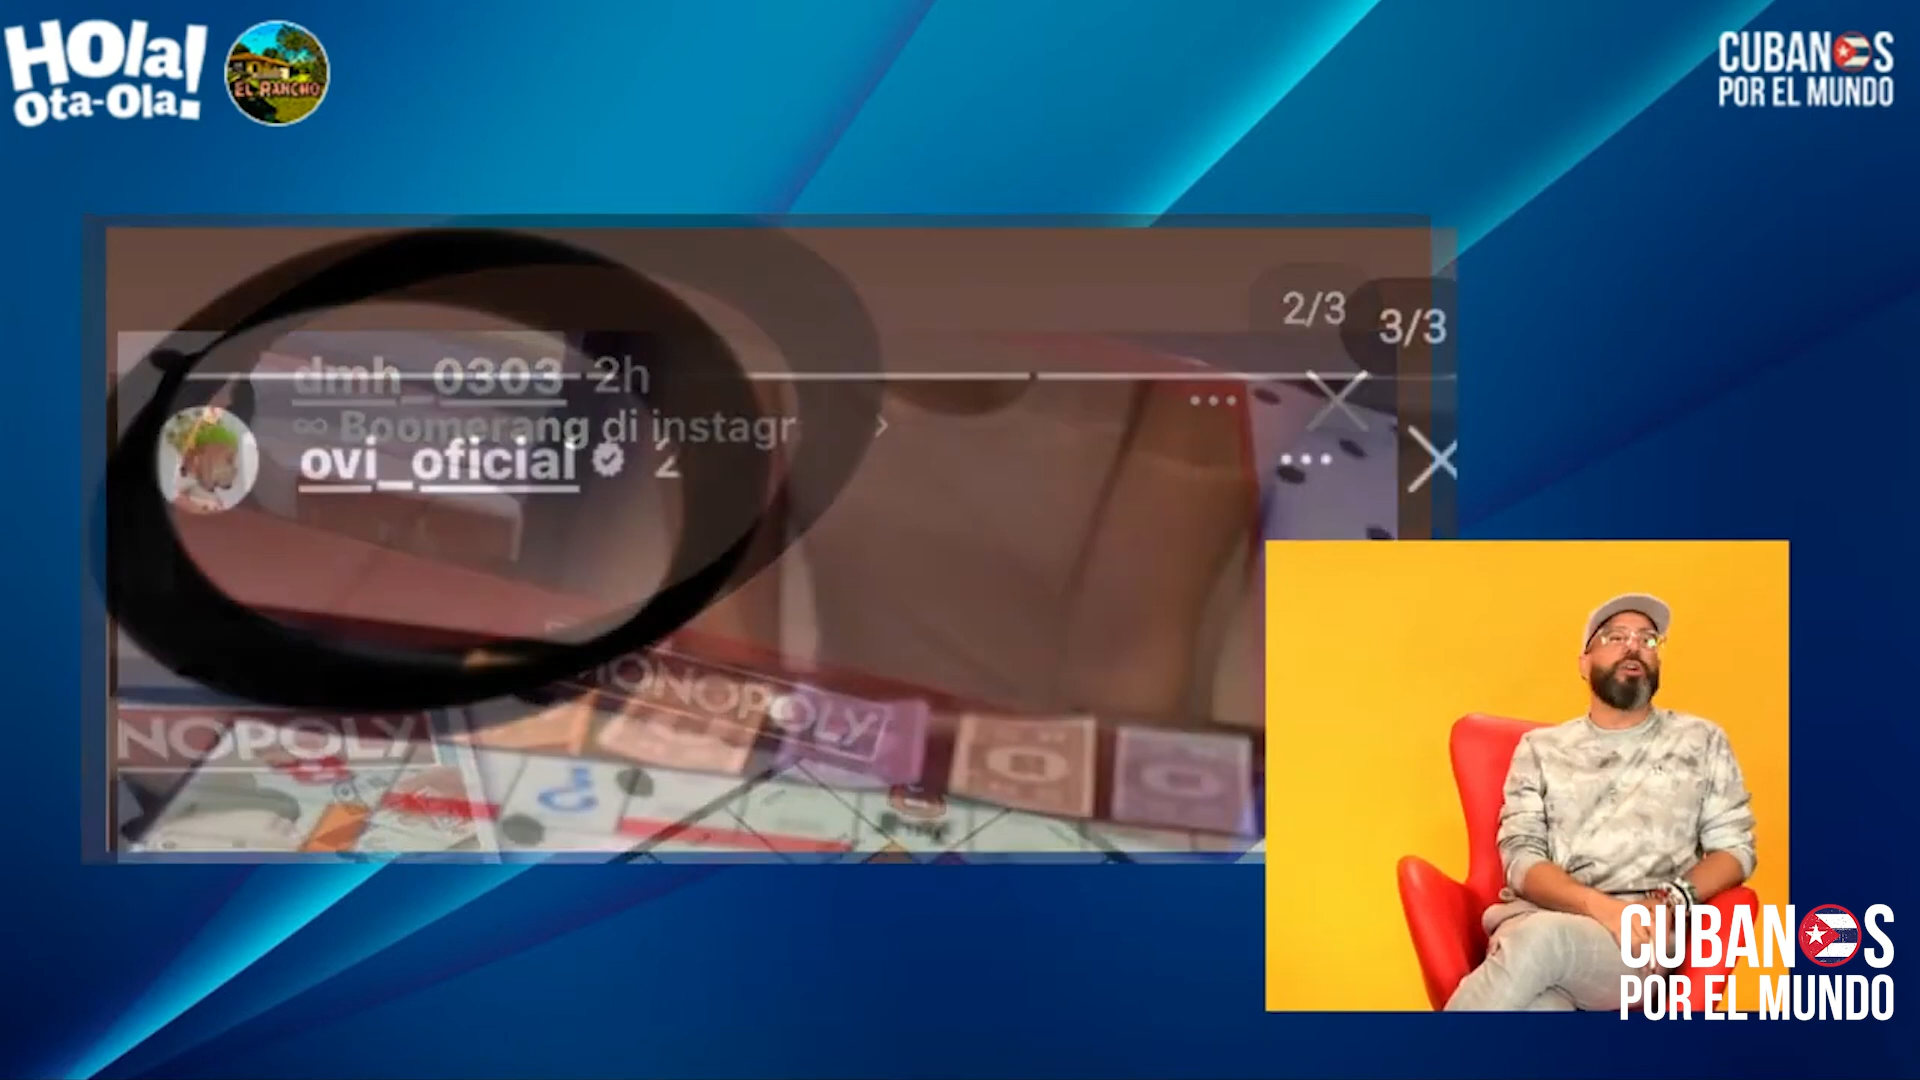 Hola!
Ota-Ola!
EL RANCHO
CUBANOS
POR EL MUNDO
2/3
3/3
dmh_0303 2h
∞ Boomerang di instagr >
ovi_oficial 2
MONOPOLY
NOPOLY
CUBANOS
POR EL MUNDO